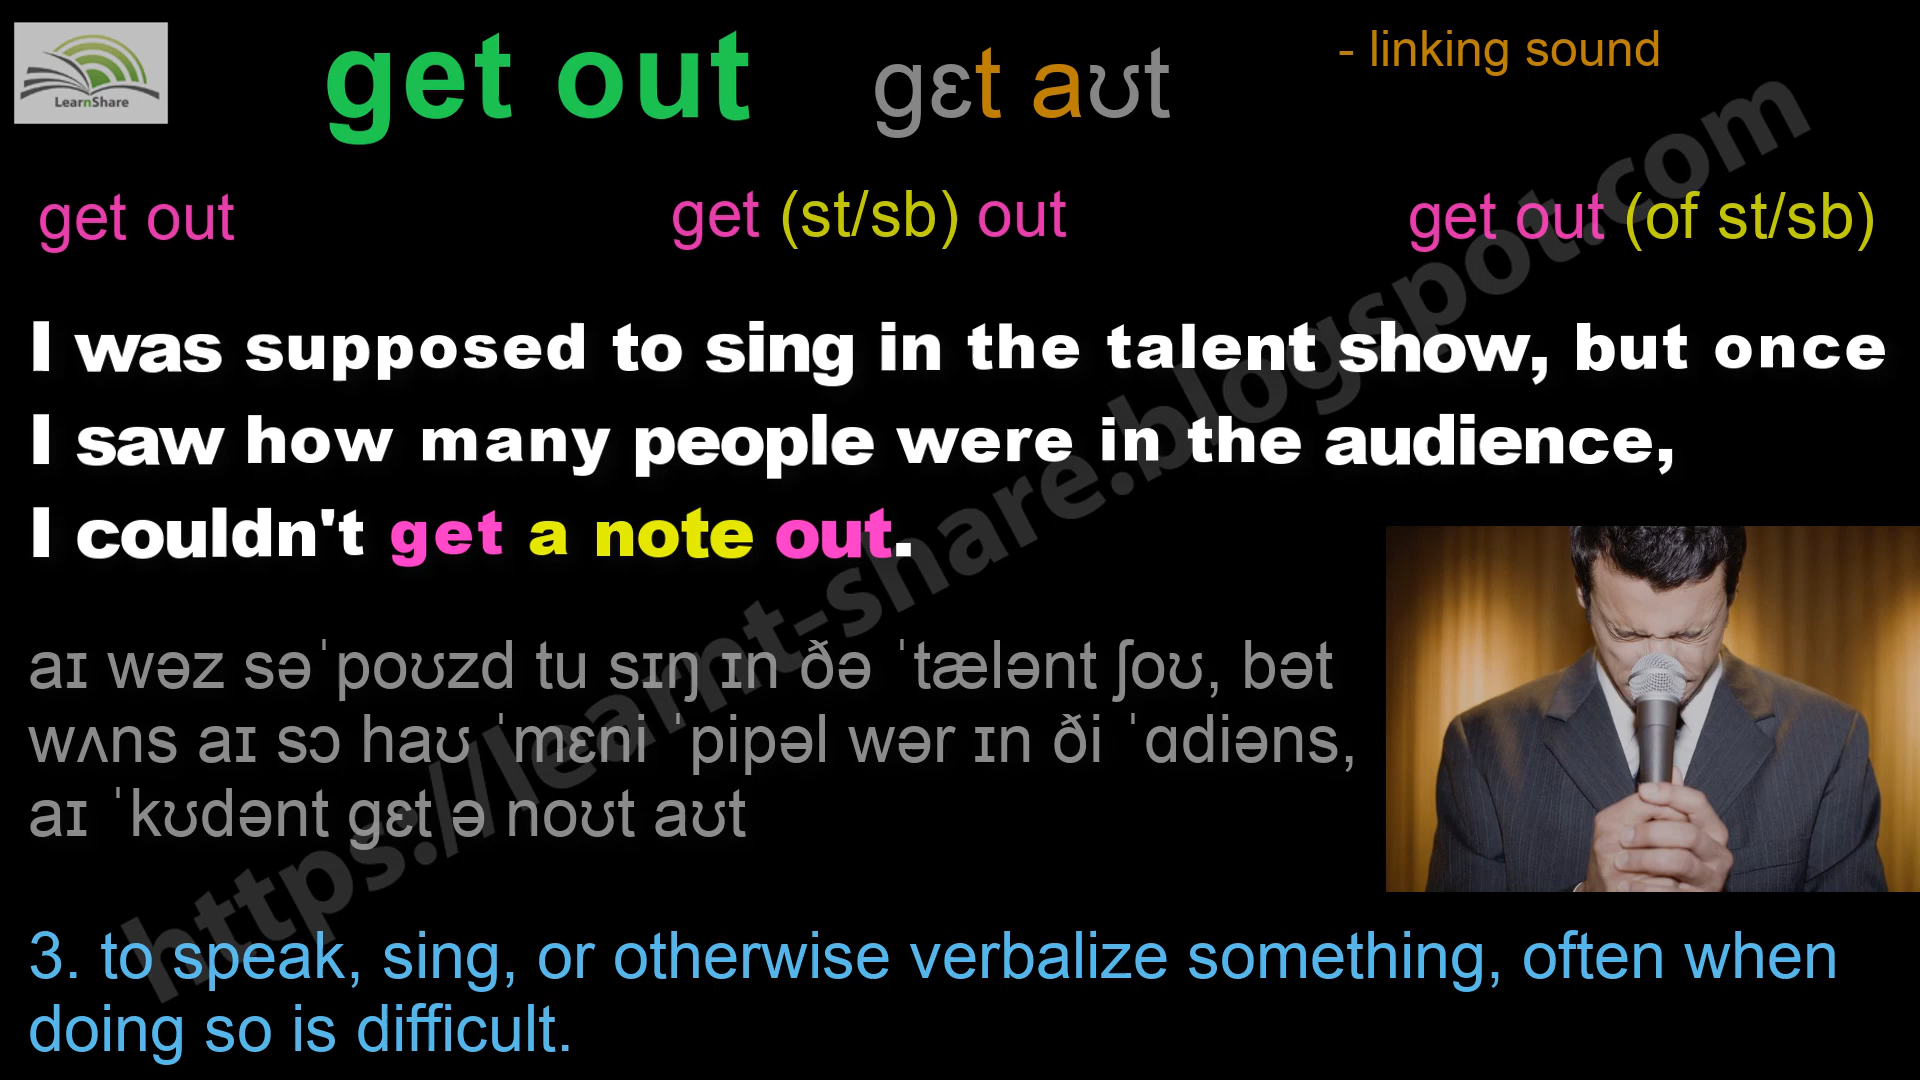 LearnShare
get out gɛt aʊt - linking sound
get out get (st/sb) out get out (of st/sb)
I was supposed to sing in the talent show, but once
I saw how many people were in the audience,
I couldn't get a note out.
aɪ wəz səˈpoʊzd tu sɪŋ ɪn ðə ˈtælənt ʃoʊ, bət
wʌns aɪ sɔ haʊ ˈmɛni ˈpipəl wər ɪn ði ˈɑdiəns,
aɪ ˈkʊdənt gɛt ə noʊt aʊt
3. to speak, sing, or otherwise verbalize something, often when
doing so is difficult.
https://learnt-share.blogspot.com